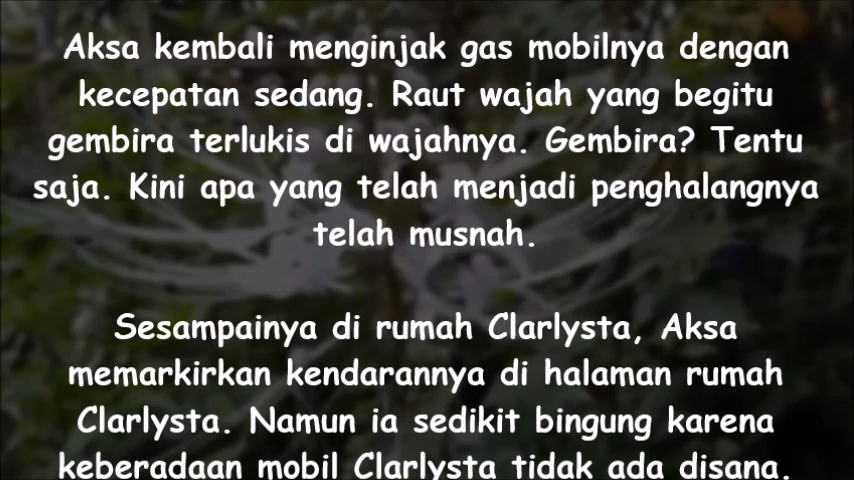 Aksa kembali menginjak gas mobilnya dengan
kecepatan sedang. Raut wajah yang begitu
gembira terlukis di wajahnya. Gembira? Tentu
saja. Kini apa yang telah menjadi penghalangnya
telah musnah.
Sesampainya di rumah Clarlysta, Aksa
memarkirkan kendarannya di halaman rumah
Clarlysta. Namun ia sedikit bingung karena
keberadaan mobil Clarlysta tidak ada disana.